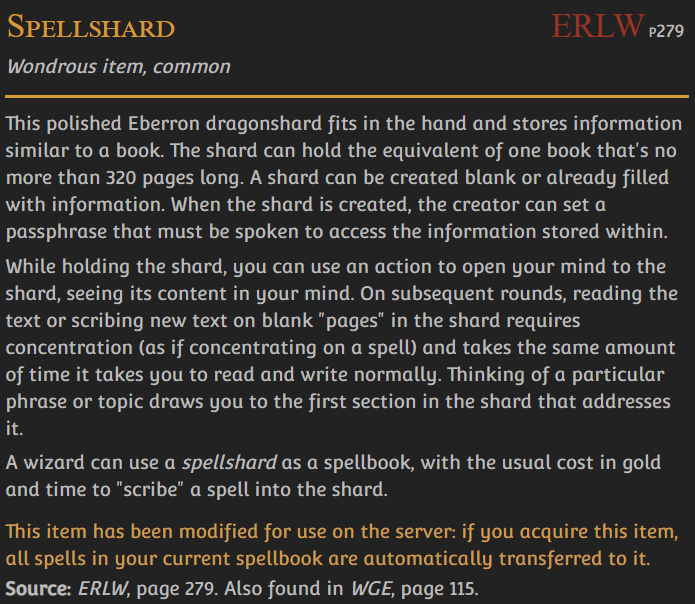 Spellshard ERLW P279
Wondrous item, common
This polished Eberron dragonshard fits in the hand and stores information
similar to a book. The shard can hold the equivalent of one book that's no
more than 320 pages long. A shard can be created blank or already filled
with information. When the shard is created, the creator can set a
passphrase that must be spoken to access the information stored within.
While holding the shard, you can use an action to open your mind to the
shard, seeing its content in your mind. On subsequent rounds, reading the
text or scribing new text on blank "pages" in the shard requires
concentration (as if concentrating on a spell) and takes the same amount
of time it takes you to read and write normally. Thinking of a particular
phrase or topic draws you to the first section in the shard that addresses
it.
A wizard can use a spellshard as a spellbook, with the usual cost in gold
and time to "scribe" a spell into the shard.
This item has been modified for use on the server: if you acquire this item,
all spells in your current spellbook are automatically transferred to it.
Source: ERLW, page 279. Also found in WGE, page 115.